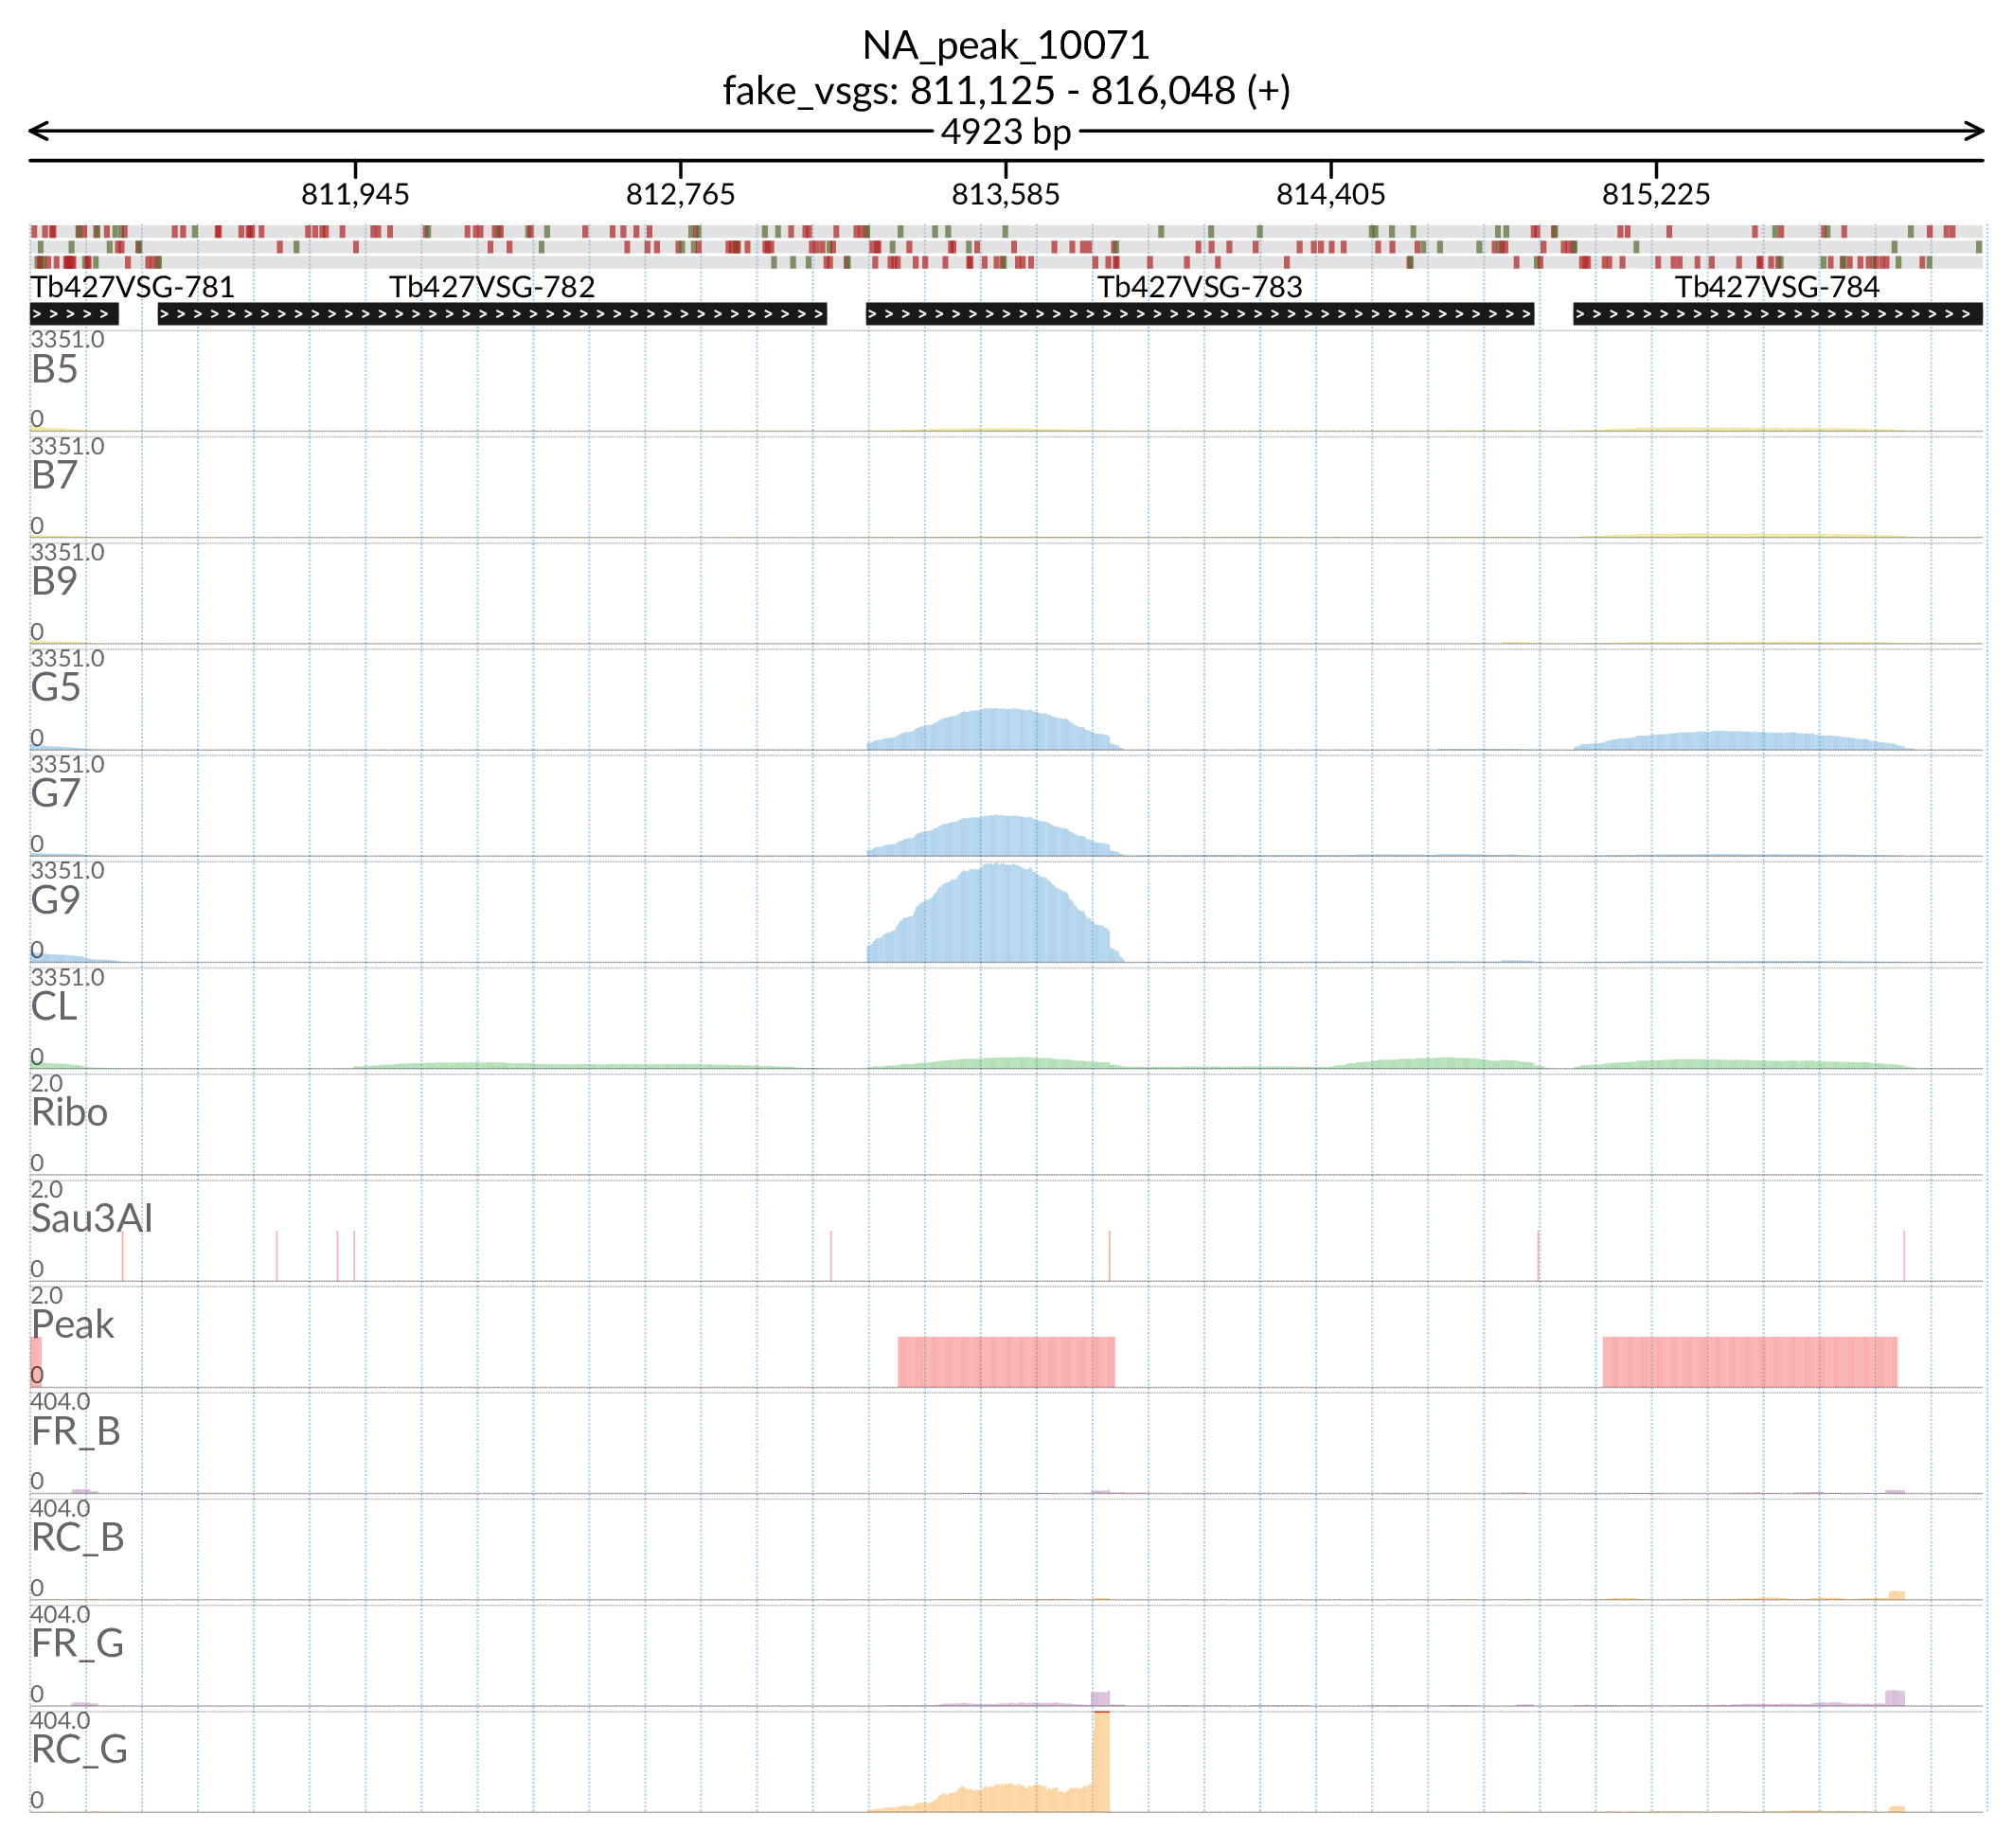 NA_peak_10071
fake_vsgs: 811,125 - 816,048 (+)
4923 bp
811,945 812,765 813,585 814,405 815,225
Tb427VSG-781 Tb427VSG-782 Tb427VSG-783 Tb427VSG-784
3351.0
B5
0
3351.0
B7
0
3351.0
B9
0
3351.0
G5
0
3351.0
G7
0
3351.0
G9
0
3351.0
CL
0
2.0
Ribo
0
2.0
Sau3AI
0
2.0
Peak
0
404.0
FR_B
0
404.0
RC_B
0
404.0
FR_G
0
404.0
RC_G
0